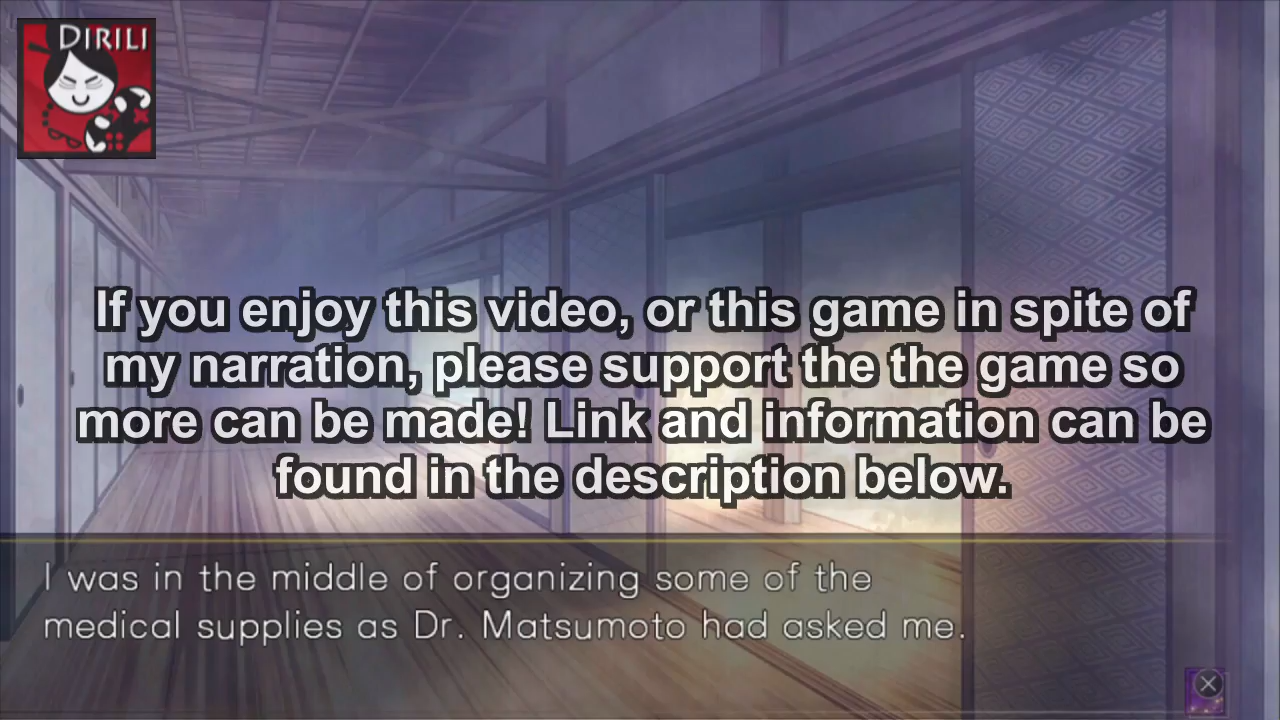 DIRILI
If you enjoy this video, or this game in spite of
my narration, please support the the game so
more can be made! Link and information can be
found in the description below.
I was in the middle of organizing some of the
medical supplies as Dr. Matsumoto had asked me.